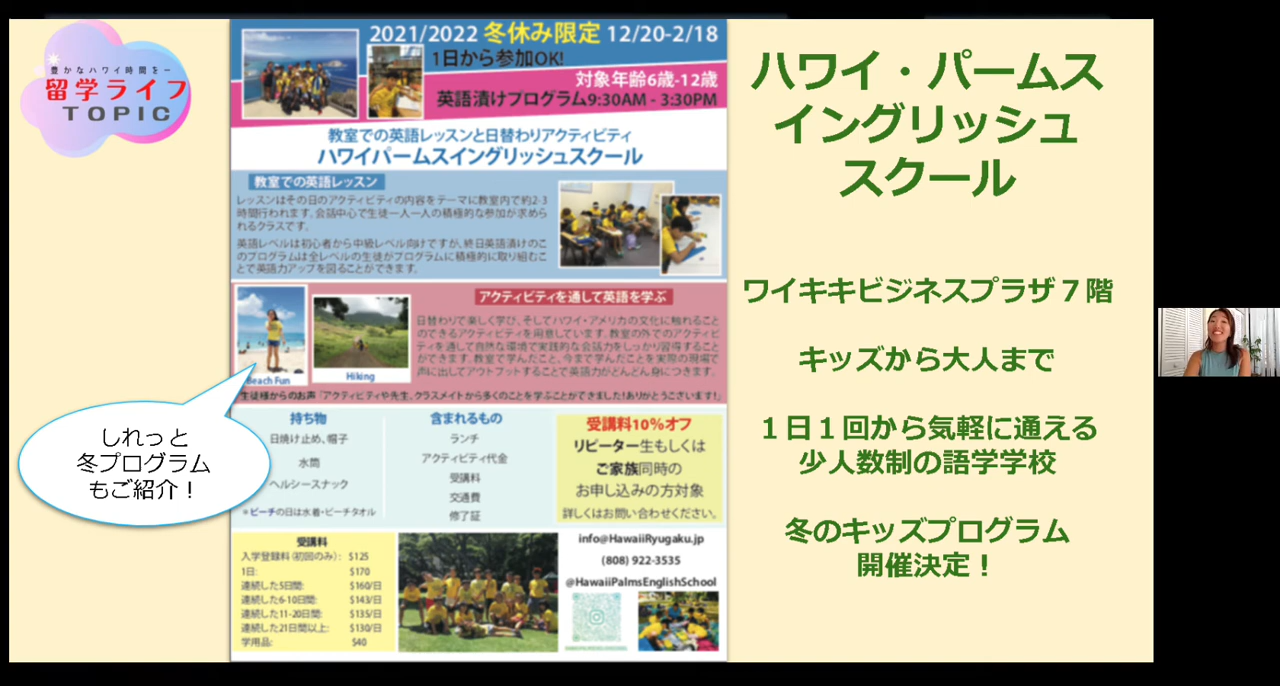 豊かなハワイ時間を
留学ライフ
TOPIC
2021/2022 冬休み限定 12/20-2/18
1日から参加OK!
対象年齢6歳-12歳
英語漬けプログラム9:30AM - 3:30PM
教室での英語レッスンと日替わりアクティビティ
ハワイパームスイングリッシュスクール
教室での英語レッスン
レッスンはその日のアクティビティの内容をテーマに教室内で約2-3
時間行われます。会話中心で生徒一人一人の積極的な参加が求めら
れるクラスです。
英語レベルは初心者から中級レベル向けですが、終日英語漬けのこ
のプログラムは全レベルの生徒がプログラムに積極的に取り組むこ
とで英語力アップを図ることができます。
アクティビティを通して英語を学ぶ
日替わりで楽しく学び、そしてハワイ・アメリカの文化に触れること
のできるアクティビティを用意しています。教室の外でのアクティビ
ティを通して自然な環境で実践的な会話力をしっかり習得すること
ができます。教室で学んだこと、今まで学んだことを実際の現場で
声に出してアウトプットすることで英語力がどんどん身につきます。
Beach Fun
Hiking
生徒様からのお声「アクティビティや先生、クラスメイトから多くのことを学ぶことができました!ありがとうございます!」
持ち物
日焼け止め、帽子
水筒
ヘルシースナック
*ビーチの日は水着・ビーチタオル
含まれるもの
ランチ
アクティビティ代金
受講料
交通費
修了証
受講料10%オフ
リピーター生もしくは
ご家族同時の
お申し込みの方対象
詳しくはお問い合わせください。
受講料
入学登録料(初回のみ): $125
1日: $170
連続した5日間: $160/日
連続した6-10日間: $143/日
連続した11-20日間: $135/日
連続した21日間以上: $130/日
学用品: $40
info@HawaiiRyugaku.jp
(808) 922-3535
@HawaiiPalmsEnglishSchool
しれっと
冬プログラム
もご紹介！
ハワイ・パームス
イングリッシュ
スクール
ワイキキビジネスプラザ７階
キッズから大人まで
１日１回から気軽に通える
少人数制の語学学校
冬のキッズプログラム
開催決定！